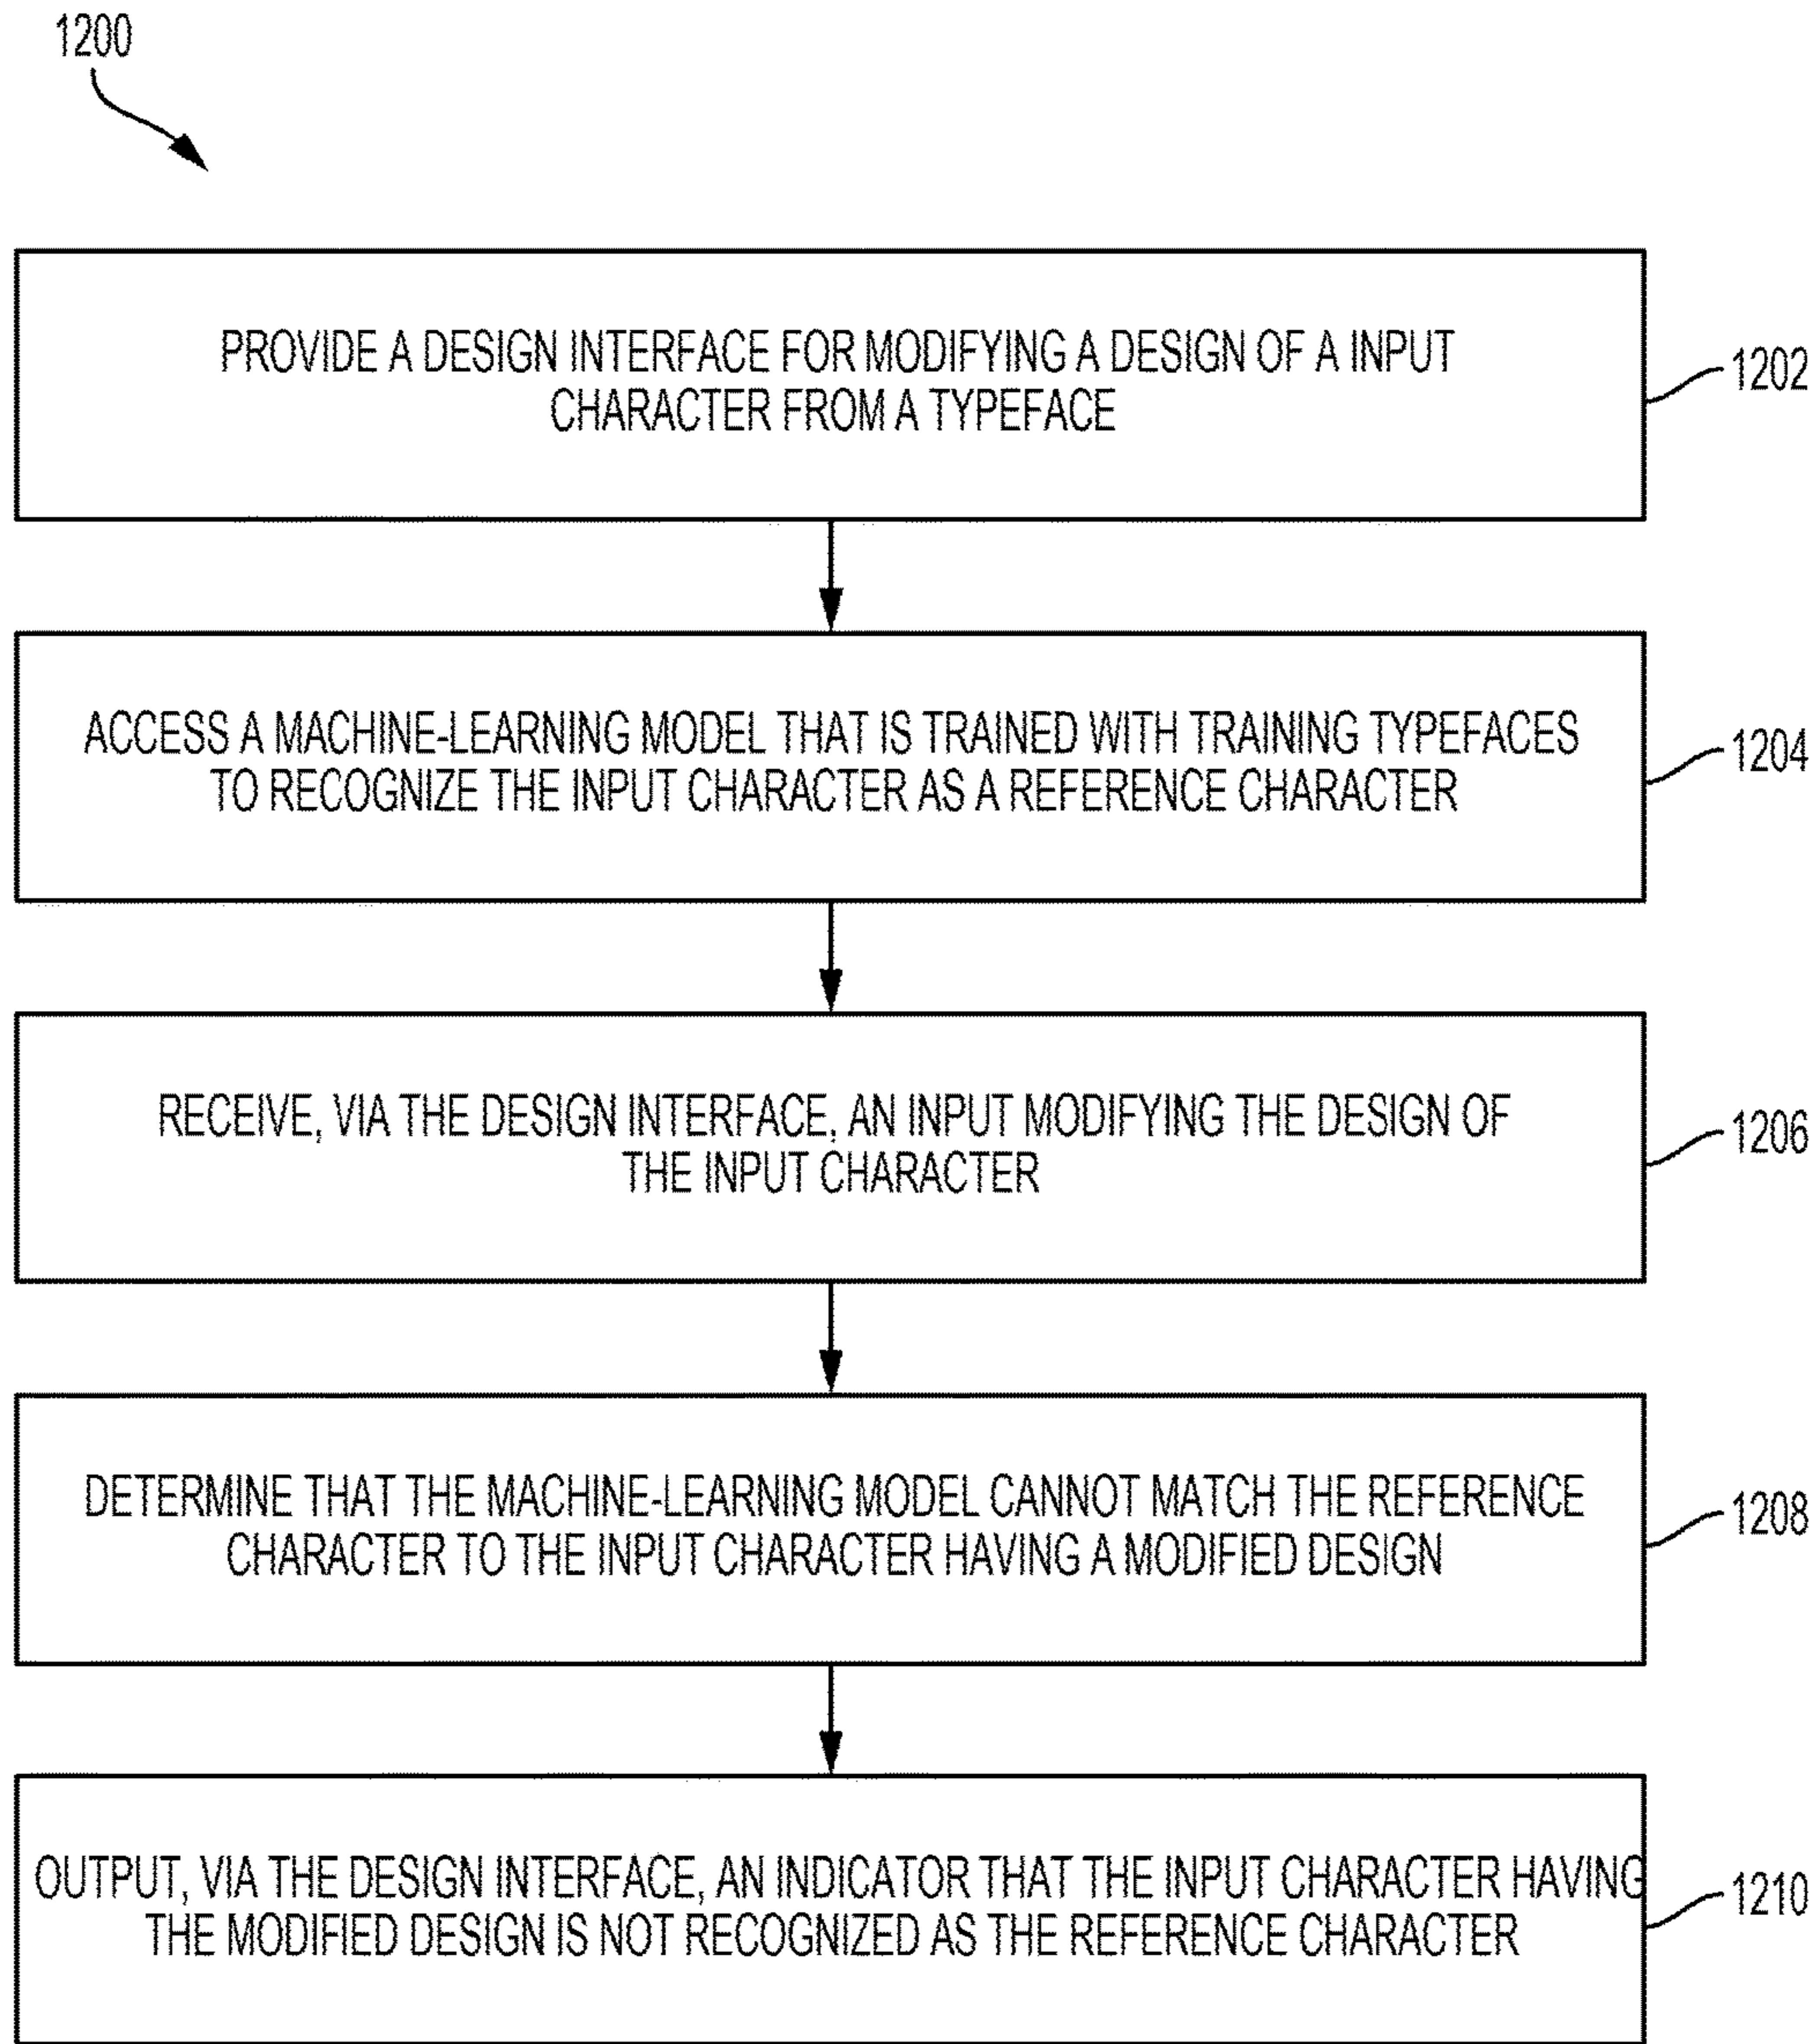 1200
PROVIDE A DESIGN INTERFACE FOR MODIFYING A DESIGN OF A INPUT
CHARACTER FROM A TYPEFACE
1202
ACCESS A MACHINE-LEARNING MODEL THAT IS TRAINED WITH TRAINING TYPEFACES
TO RECOGNIZE THE INPUT CHARACTER AS A REFERENCE CHARACTER
1204
RECEIVE, VIA THE DESIGN INTERFACE, AN INPUT MODIFYING THE DESIGN OF
THE INPUT CHARACTER
1206
DETERMINE THAT THE MACHINE-LEARNING MODEL CANNOT MATCH THE REFERENCE
CHARACTER TO THE INPUT CHARACTER HAVING A MODIFIED DESIGN
1208
OUTPUT, VIA THE DESIGN INTERFACE, AN INDICATOR THAT THE INPUT CHARACTER HAVING
THE MODIFIED DESIGN IS NOT RECOGNIZED AS THE REFERENCE CHARACTER
1210